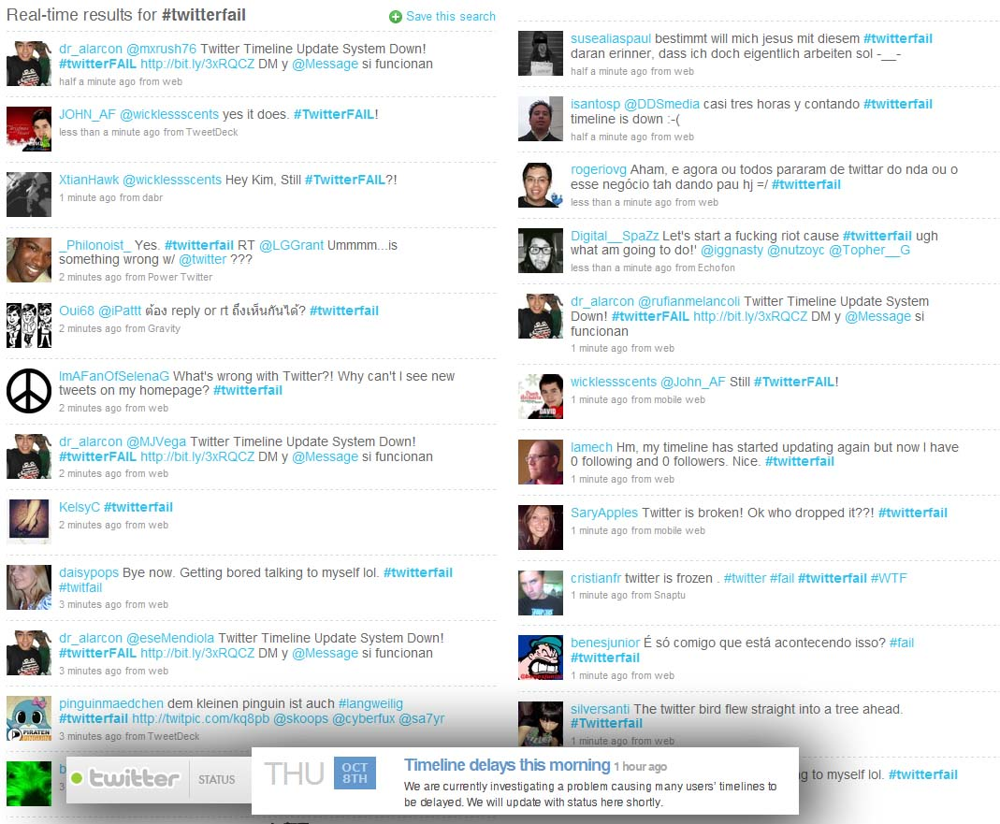 Real-time results for #twitterfail
Save this search
dr_alarcon @mxrush76 Twitter Timeline Update System Down!
#twitterFAIL http://bit.ly/3xRQCZ DM y @Message si funcionan
half a minute ago from web
JOHN_AF @wicklessscents yes it does. #TwitterFAIL!
less than a minute ago from TweetDeck
XtianHawk @wicklessscents Hey Kim, Still #TwitterFAIL?!
1 minute ago from dabr
_Philonoist_ Yes. #twitterfail RT @LGGrant Ummmm...is
something wrong w/ @twitter ???
2 minutes ago from Power Twitter
Oui68 @iPattt ต้อง reply or rt ถึงเห็นกันได้? #twitterfail
2 minute ago from Gravity
ImAFanOfSelenaG What's wrong with Twitter?! Why can't I see new
tweets on my homepage? #twitterfail
2 minutes ago from web
dr_alarcon @MJVega Twitter Timeline Update System Down!
#twitterFAIL http://bit.ly/3xRQCZ DM y @Message si funcionan
2 minutes ago from web
KelsyC #twitterfail
2 minutes ago from web
daisypops Bye now. Getting bored talking to myself lol. #twitterfail
#twitfail
3 minutes ago from web
dr_alarcon @eseMendiola Twitter Timeline Update System Down!
#twitterFAIL http://bit.ly/3xRQCZ DM y @Message si funcionan
3 minutes ago from web
pinguinmaedchen dem kleinen pinguin ist auch #langweilig
#twitterfail http://twitpic.com/kq8pb @skoops @cyberfux @sa7yr
3 minutes ago from TweetDeck
PIRATEN
PINGUIN
b
3
susealiaspaul bestimmt will mich jesus mit diesem #twitterfail
daran erinner, dass ich doch eigentlich arbeiten sol -__-
half a minute ago from web
isantosp @DDSmedia casi tres horas y contando #twitterfail
timeline is down :-(
half a minute ago from web
rogeriovg Aham, e agora ou todos pararam de twittar do nda ou o
esse negócio tah dando pau hj =/ #twitterfail
less than a minute ago from web
Digital__SpaZz Let's start a fucking riot cause #twitterfail ugh
what am going to do!' @iggnasty @nutzoyc @Topher__G
less than a minute ago from Echofon
dr_alarcon @rufianmelancoli Twitter Timeline Update System
Down! #twitterFAIL http://bit.ly/3xRQCZ DM y @Message si
funcionan
1 minute ago from web
wicklessscents @John_AF Still #TwitterFAIL!
1 minute ago from mobile web
DAVID
lamech Hm, my timeline has started updating again but now I have
0 following and 0 followers. Nice. #twitterfail
1 minute ago from web
SaryApples Twitter is broken! Ok who dropped it??! #twitterfail
1 minute ago from mobile web
cristianfr twitter is frozen . #twitter #fail #twitterfail #WTF
1 minute ago from Snaptu
benesjunior É só comigo que está acontecendo isso? #fail
#twitterfail
1 minute ago from web
silversanti The twitter bird flew straight into a tree ahead.
#Twitterfail
1 minute ago from mobile web
g to myself lol. #twitterfail
twitter STATUS
THU OCT
8TH
Timeline delays this morning 1 hour ago
We are currently investigating a problem causing many users' timelines to
be delayed. We will update with status here shortly.